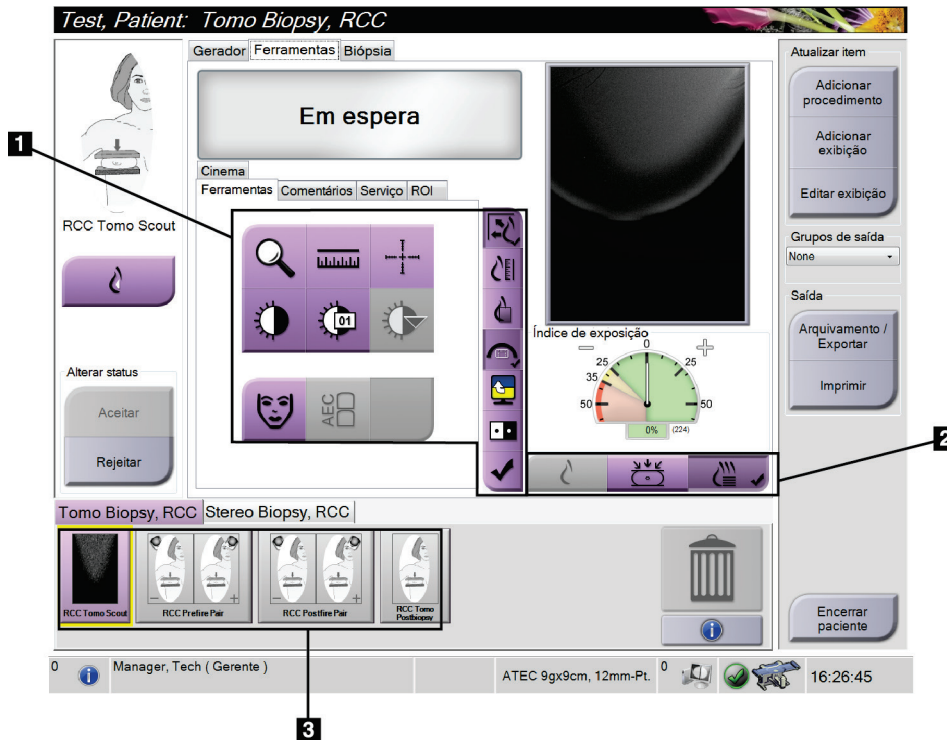 Test, Patient: Tomo Biopsy, RCC
Gerador Ferramentas Biópsia
Em espera
Cinema
Ferramentas Comentários Serviço ROI
01
AEC
1
RCC Tomo Scout
Alterar status
Aceitar
Rejeitar
Índice de exposição
0
25 25
35
50 50
0% (224)
2
Atualizar item
Adicionar
procedimento
Adicionar
exibição
Editar exibição
Grupos de saída
None
Saída
Arquivamento /
Exportar
Imprimir
Encerrar
paciente
Tomo Biopsy, RCC Stereo Biopsy, RCC
RCC Tomo Scout
RCC Prefire Pair
RCC Postfire Pair
RCC Tomo
Postbiopsy
0 Manager, Tech ( Gerente ) ATEC 9gx9cm, 12mm-Pt. 0 16:26:45
3